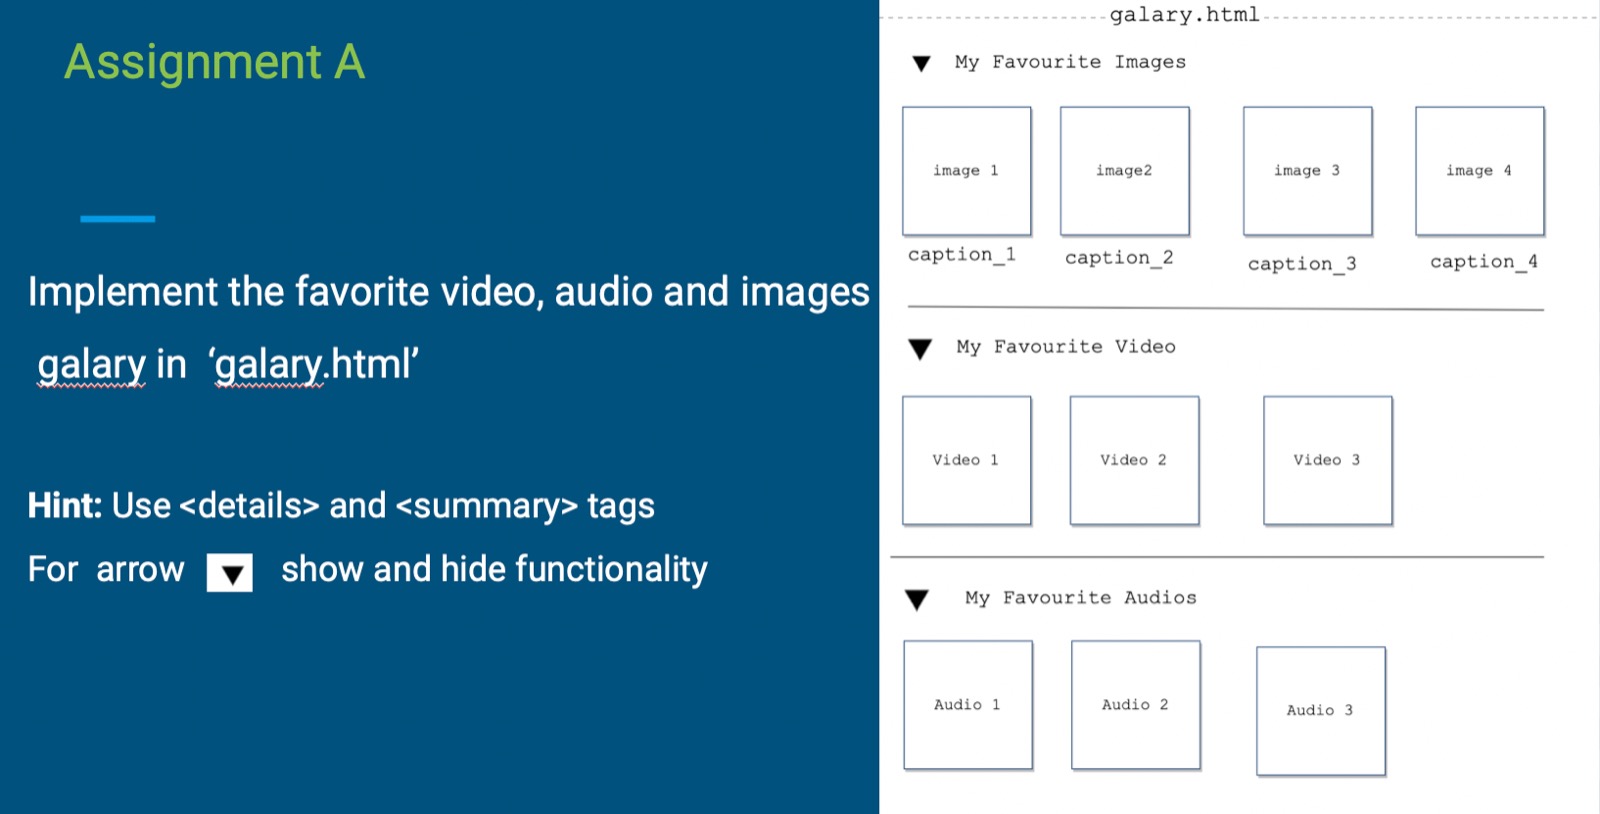 Assignment A
Implement the favorite video, audio and images
galary in ‘galary.html’
Hint: Use <details> and <summary> tags
For arrow ▼ show and hide functionality
galary.html
▼ My Favourite Images
image 1 image2 image 3 image 4
caption_1 caption_2 caption_3 caption_4
▼ My Favourite Video
Video 1 Video 2 Video 3
▼ My Favourite Audios
Audio 1 Audio 2 Audio 3